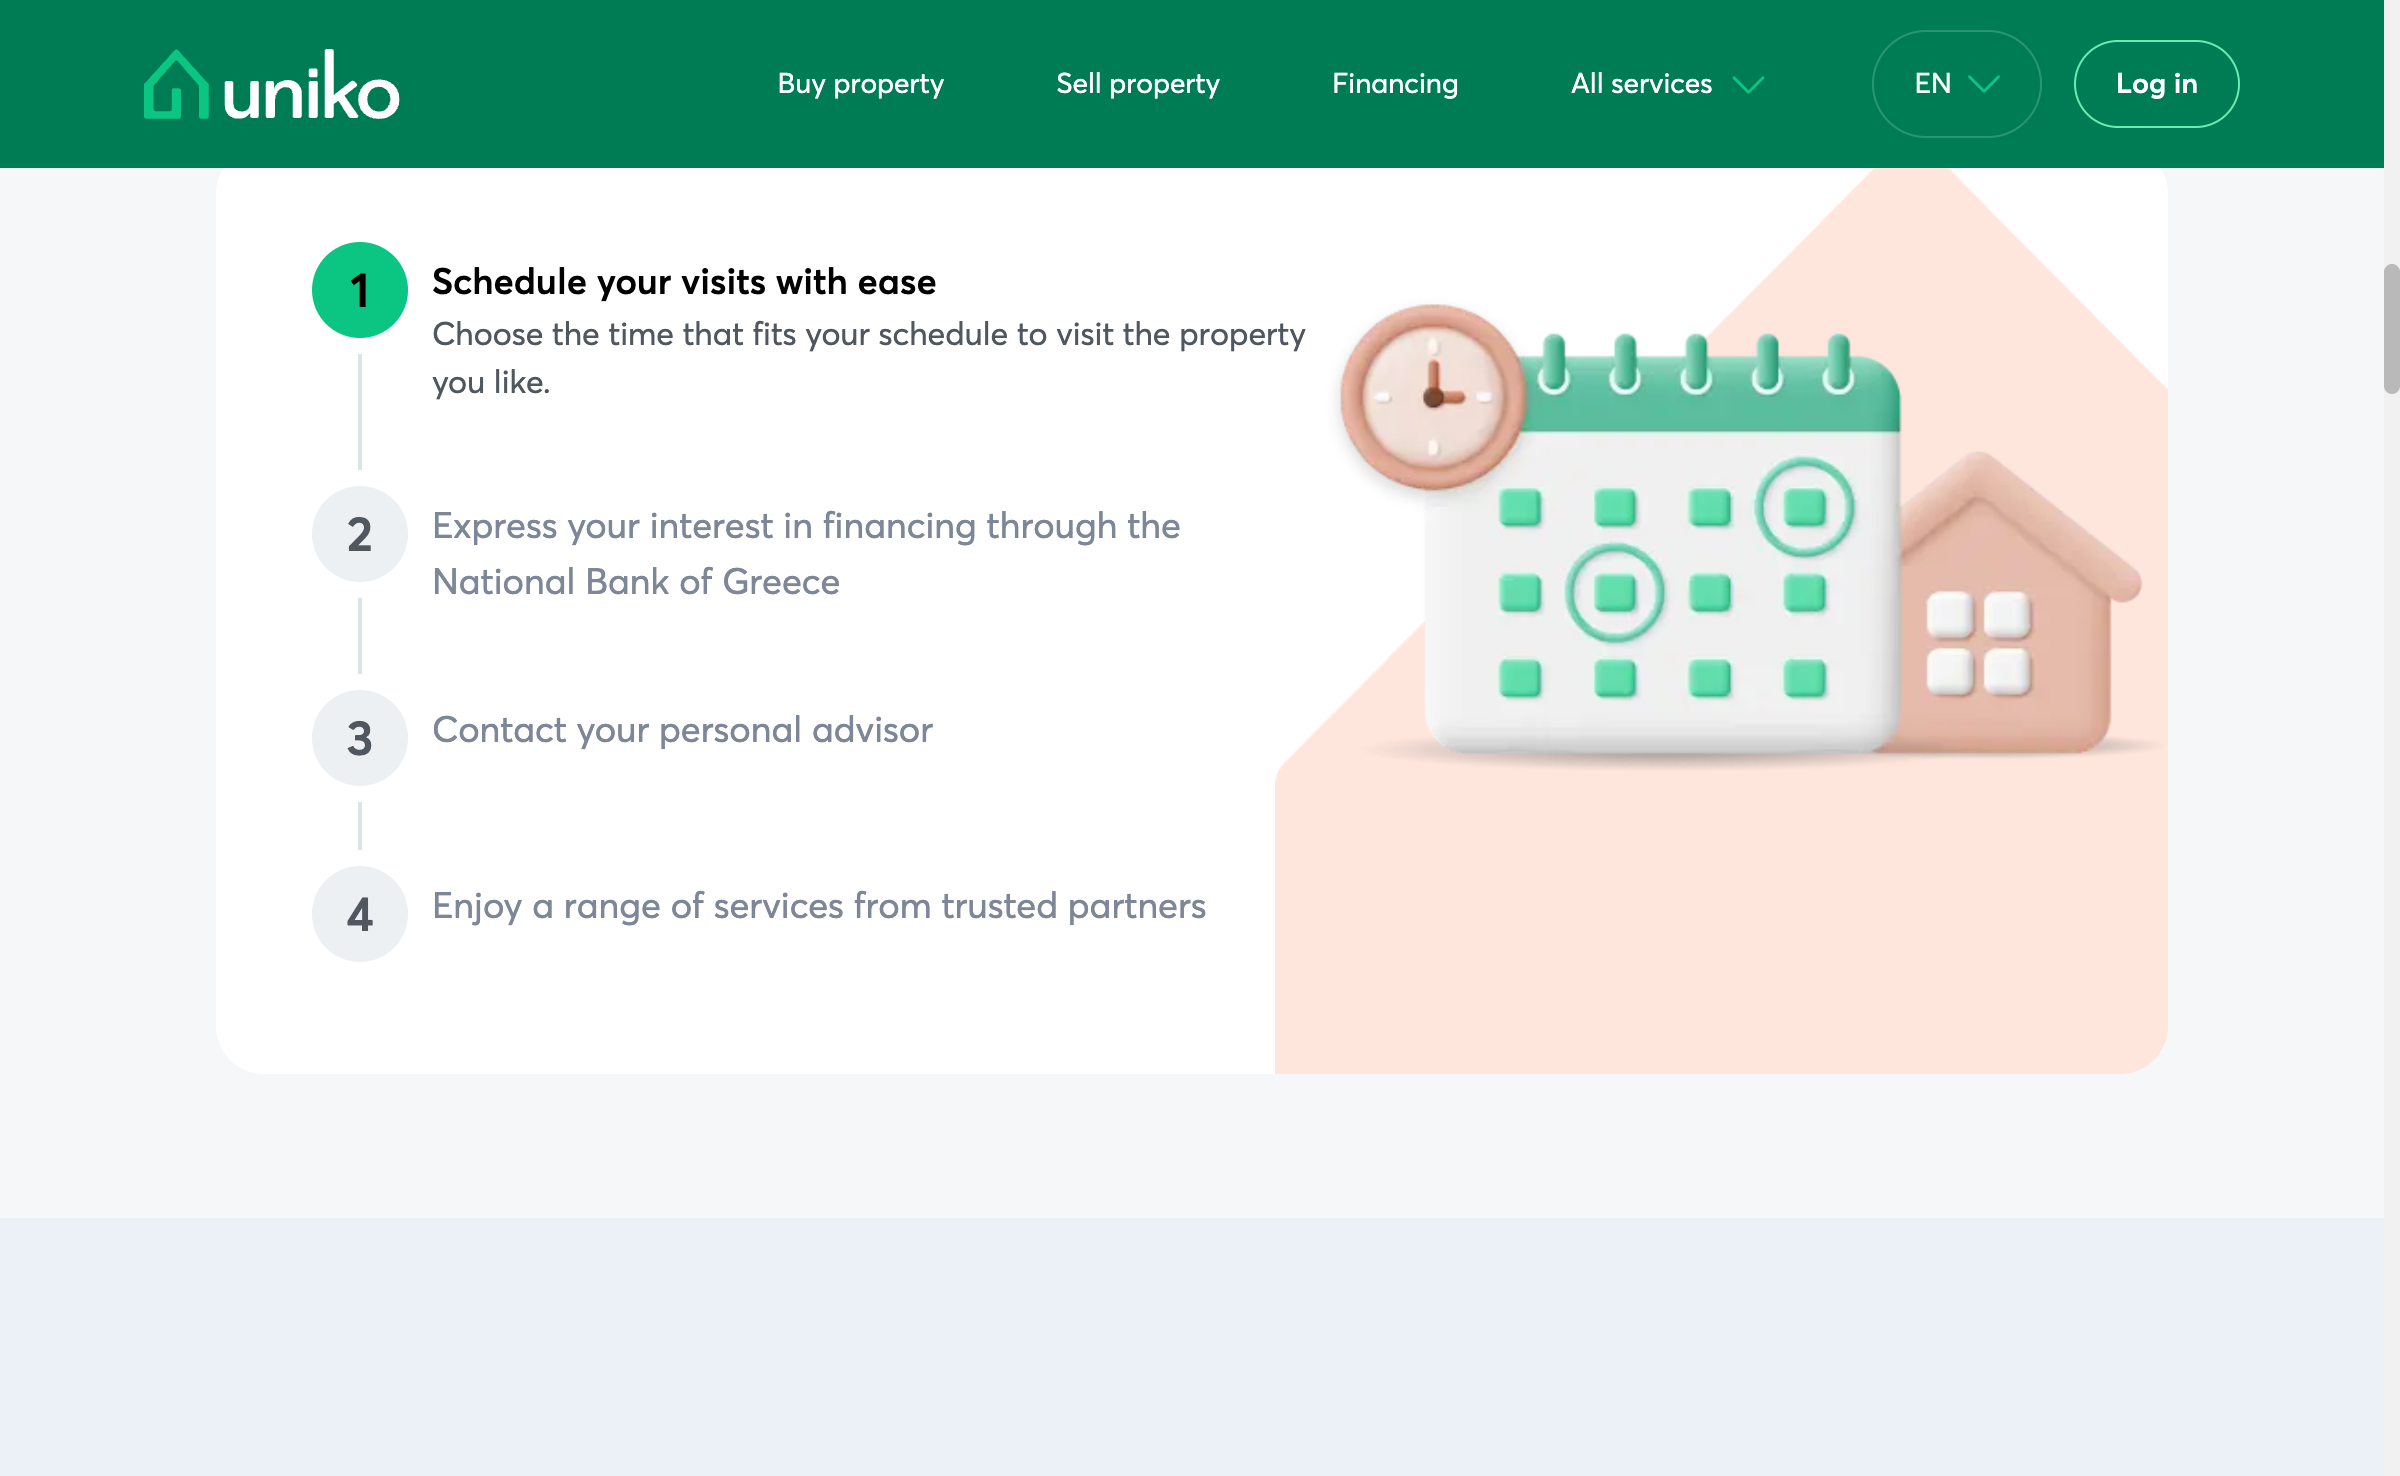 uniko
Buy property
Sell property
Financing
All services
EN
Log in
1
Schedule your visits with ease
Choose the time that fits your schedule to visit the property
you like.
2
Express your interest in financing through the
National Bank of Greece
3
Contact your personal advisor
4
Enjoy a range of services from trusted partners